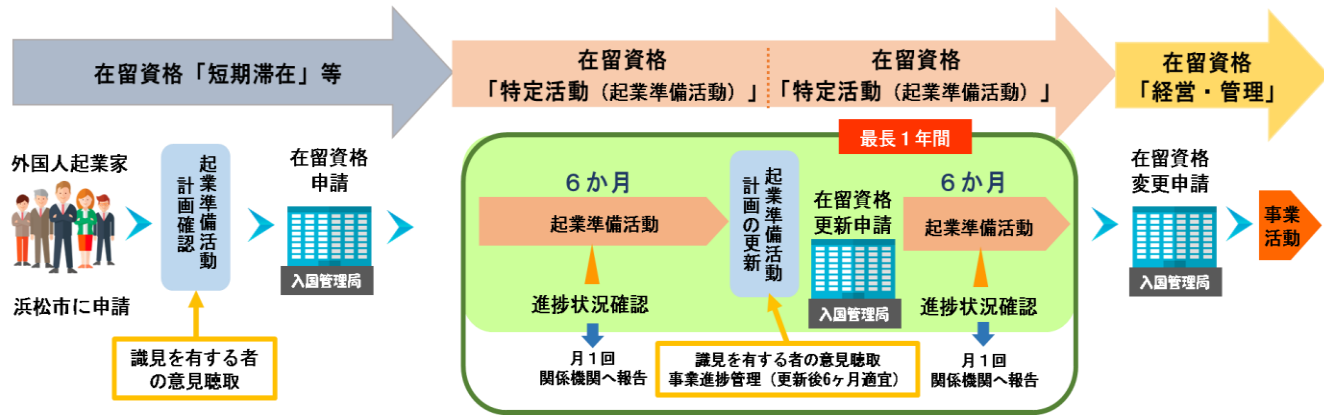 在留資格「短期滞在」等
在留資格
「特定活動（起業準備活動）」
在留資格
「特定活動（起業準備活動）」
在留資格
「経営・管理」
外国人起業家
浜松市に申請
起業準備活動
計画確認
識見を有する者
の意見聴取
在留資格
申請
入国管理局
最長１年間
６か月
起業準備活動
進捗状況確認
月１回
関係機関へ報告
起業準備活動
計画の更新
識見を有する者の意見聴取
事業進捗管理（更新後6ヶ月適宜）
在留資格
更新申請
入国管理局
６か月
起業準備活動
進捗状況確認
月１回
関係機関へ報告
在留資格
変更申請
入国管理局
事業
活動